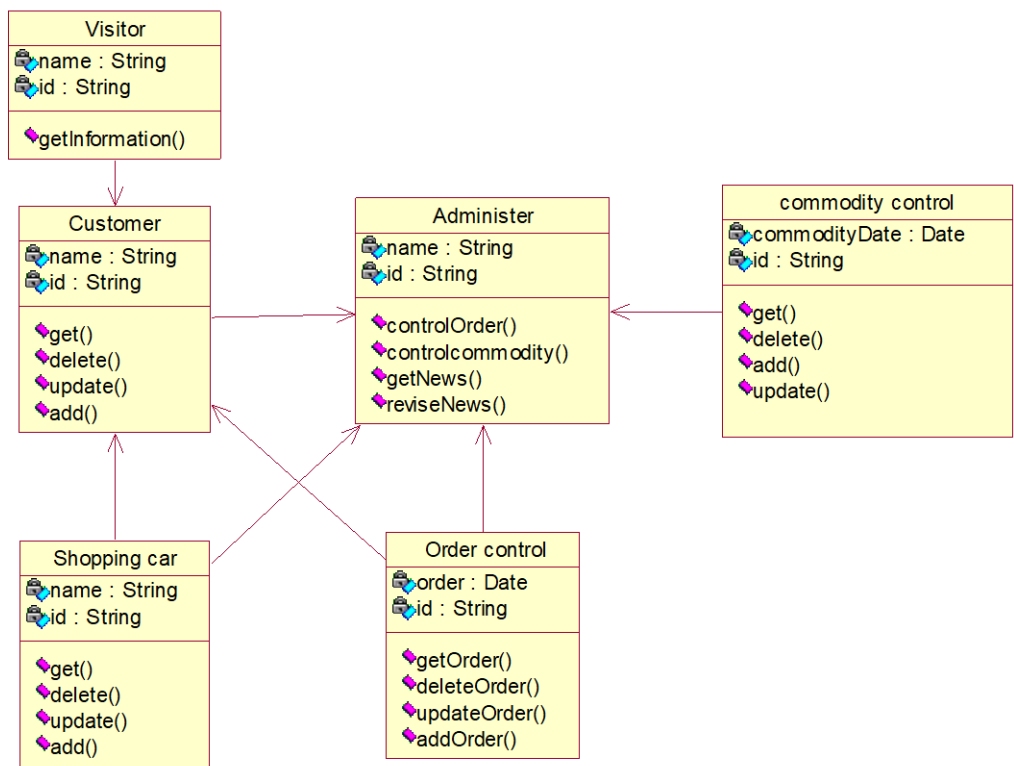 Visitor
name : String
id : String
getInformation()
Customer
name : String
id : String
get()
delete()
update()
add()
Administer
name : String
id : String
controlOrder()
controlcommodity()
getNews()
reviseNews()
commodity control
commodityDate : Date
id : String
get()
delete()
add()
update()
Shopping car
name : String
id : String
get()
delete()
update()
add()
Order control
order : Date
id : String
getOrder()
deleteOrder()
updateOrder()
addOrder()